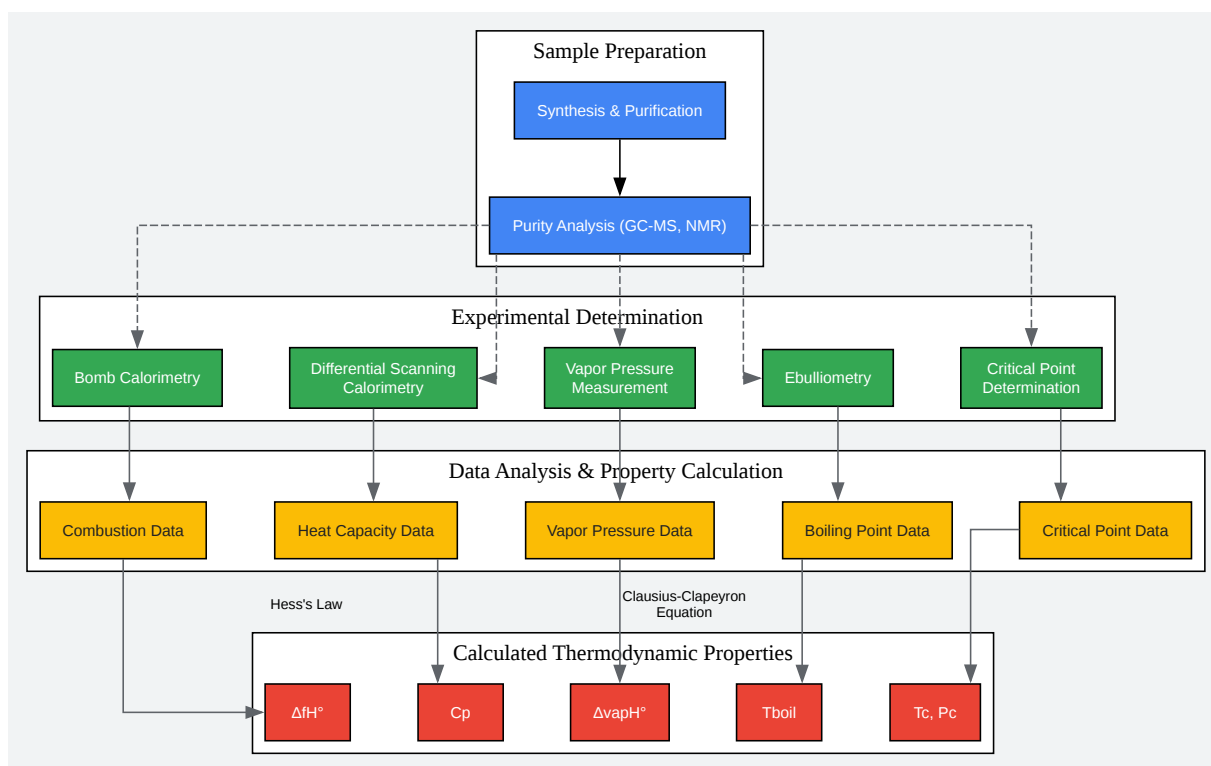 Sample Preparation
Synthesis & Purification
Purity Analysis (GC-MS, NMR)
Experimental Determination
Bomb Calorimetry
Differential Scanning
Calorimetry
Vapor Pressure
Measurement
Ebulliometry
Critical Point
Determination
Data Analysis & Property Calculation
Combustion Data
Heat Capacity Data
Vapor Pressure Data
Boiling Point Data
Critical Point Data
Hess's Law
Clausius-Clapeyron
Equation
Calculated Thermodynamic Properties
ΔfH°
Cp
ΔvapH°
Tboil
Tc, Pc